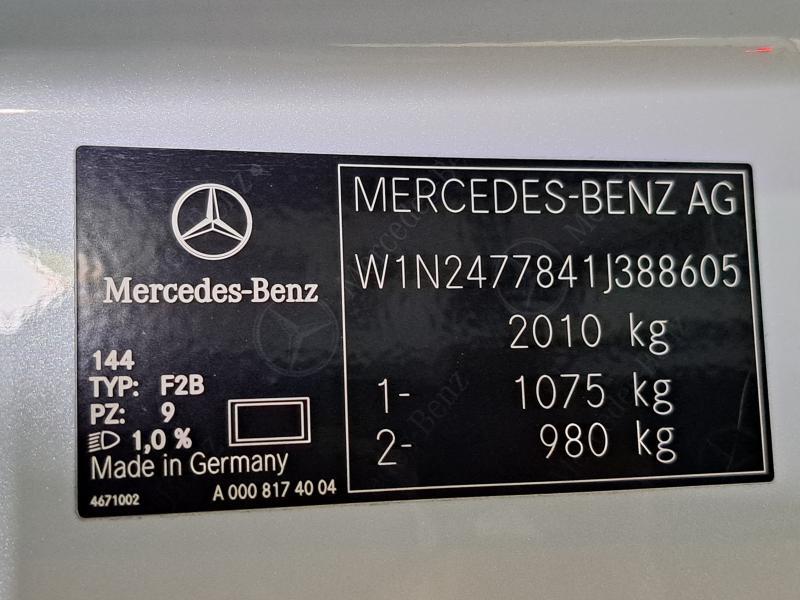 Mercedes-Benz
144
TYP: F2B
PZ: 9
1,0 %
Made in Germany
4671002
A 000 817 40 04
MERCEDES-BENZ AG
W1N2477841J388605
2010 kg
1- 1075 kg
2- 980 kg